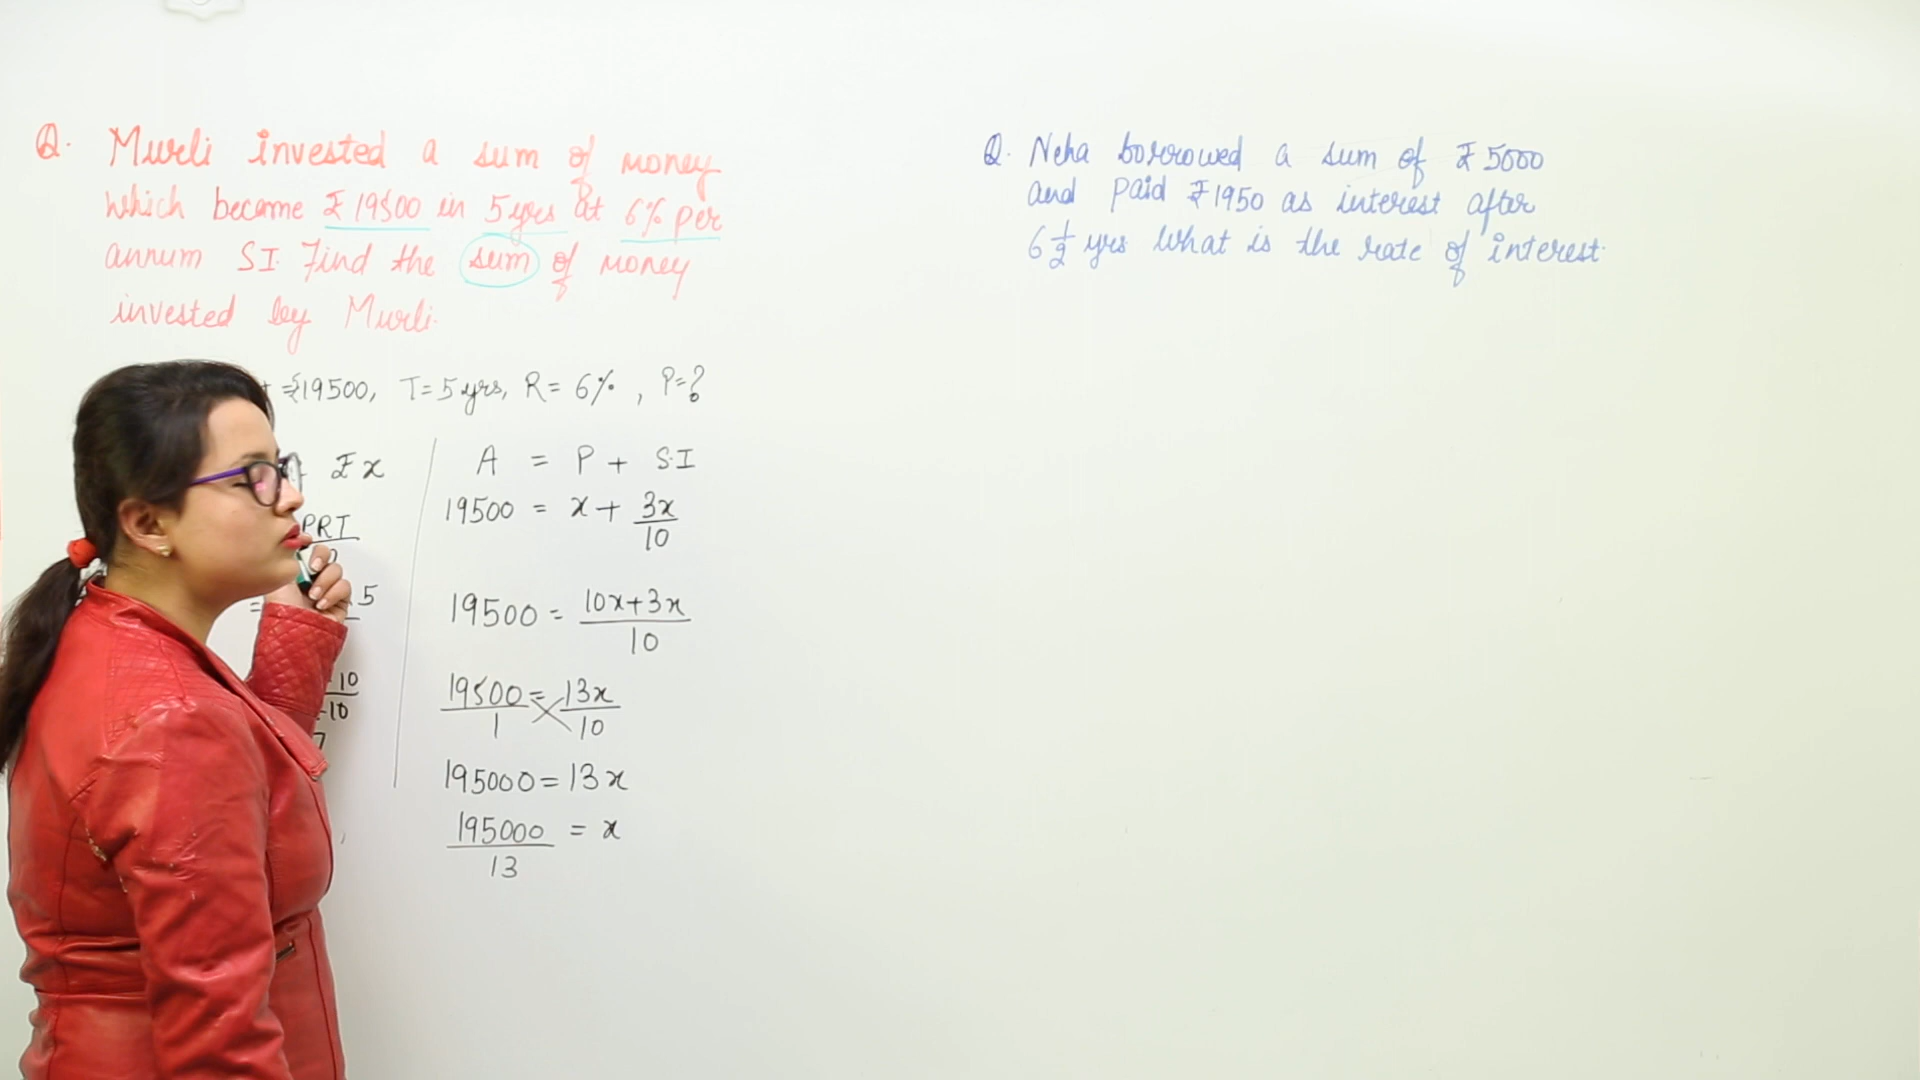 Q. Murli invested a sum of money
which became ₹ 19500 in 5 yrs at 6% per
annum SI. Find the sum of money
invested by Murli.
= ₹19500, T = 5 yrs, R = 6%, P = ?
₹ x
PRT
= 5
10
10
A = P + S.I
19500 = x + 3x/10
19500 = 10x+3x/10
19500/1 = 13x/10
195000 = 13x
195000/13 = x
Q. Neha borrowed a sum of ₹ 5000
and paid ₹ 1950 as interest after
6 1/2 yrs What is the rate of interest.